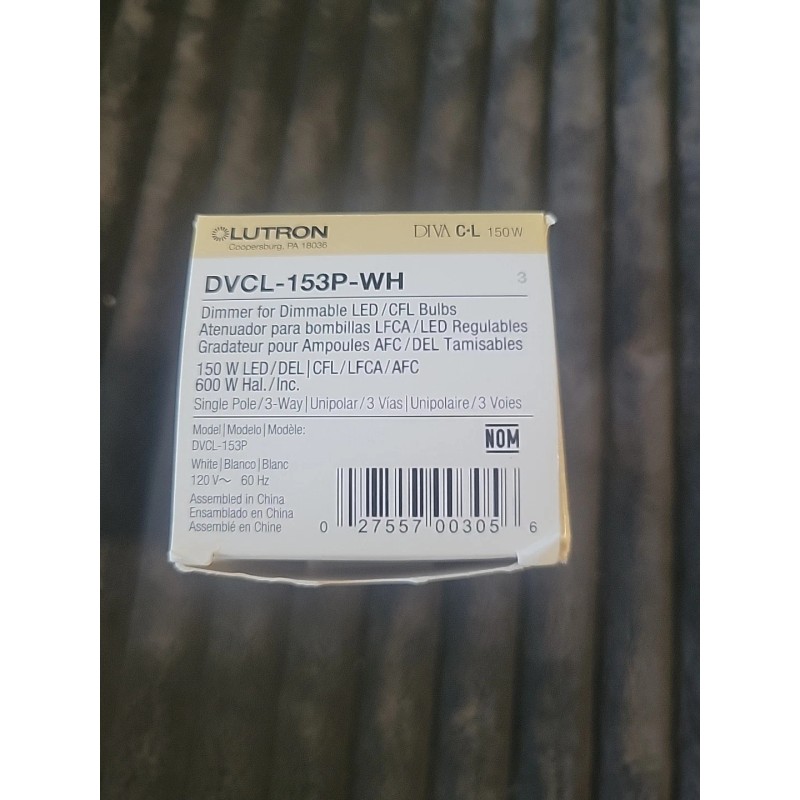 LUTRON DIVA C•L 150W
Coopersburg, PA 18036
DVCL-153P-WH 3
Dimmer for Dimmable LED/CFL Bulbs
Atenuador para bombillas LFCA/LED Regulables
Gradateur pour Ampoules AFC/DEL Tamisables
150 W LED/DEL|CFL/LFCA/AFC
600 W Hal./Inc.
Single Pole/3-Way|Unipolar/3 Vías|Unipolaire/3 Voies
Model|Modelo|Modèle:
DVCL-153P
NOM
White|Blanco|Blanc
120 V~ 60 Hz
Assembled in China
Ensamblado en China
Assemblé en Chine
0 27557 00305 6